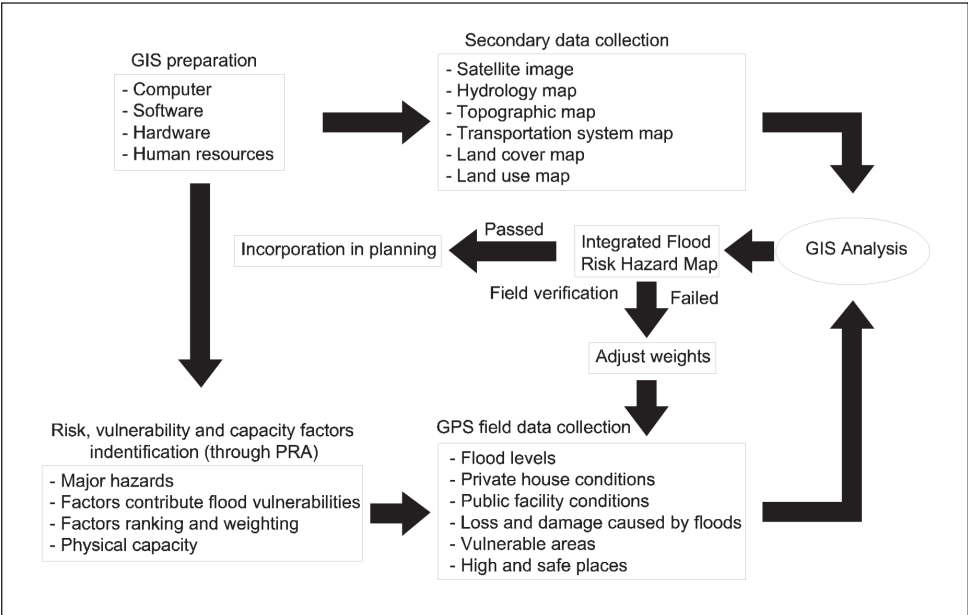 GIS preparation
- Computer
- Software
- Hardware
- Human resources
Secondary data collection
- Satellite image
- Hydrology map
- Topographic map
- Transportation system map
- Land cover map
- Land use map
GIS Analysis
Integrated Flood
Risk Hazard Map
Passed
Incorporation in planning
Field verification
Failed
Adjust weights
Risk, vulnerability and capacity factors
indentification (through PRA)
- Major hazards
- Factors contribute flood vulnerabilities
- Factors ranking and weighting
- Physical capacity
GPS field data collection
- Flood levels
- Private house conditions
- Public facility conditions
- Loss and damage caused by floods
- Vulnerable areas
- High and safe places